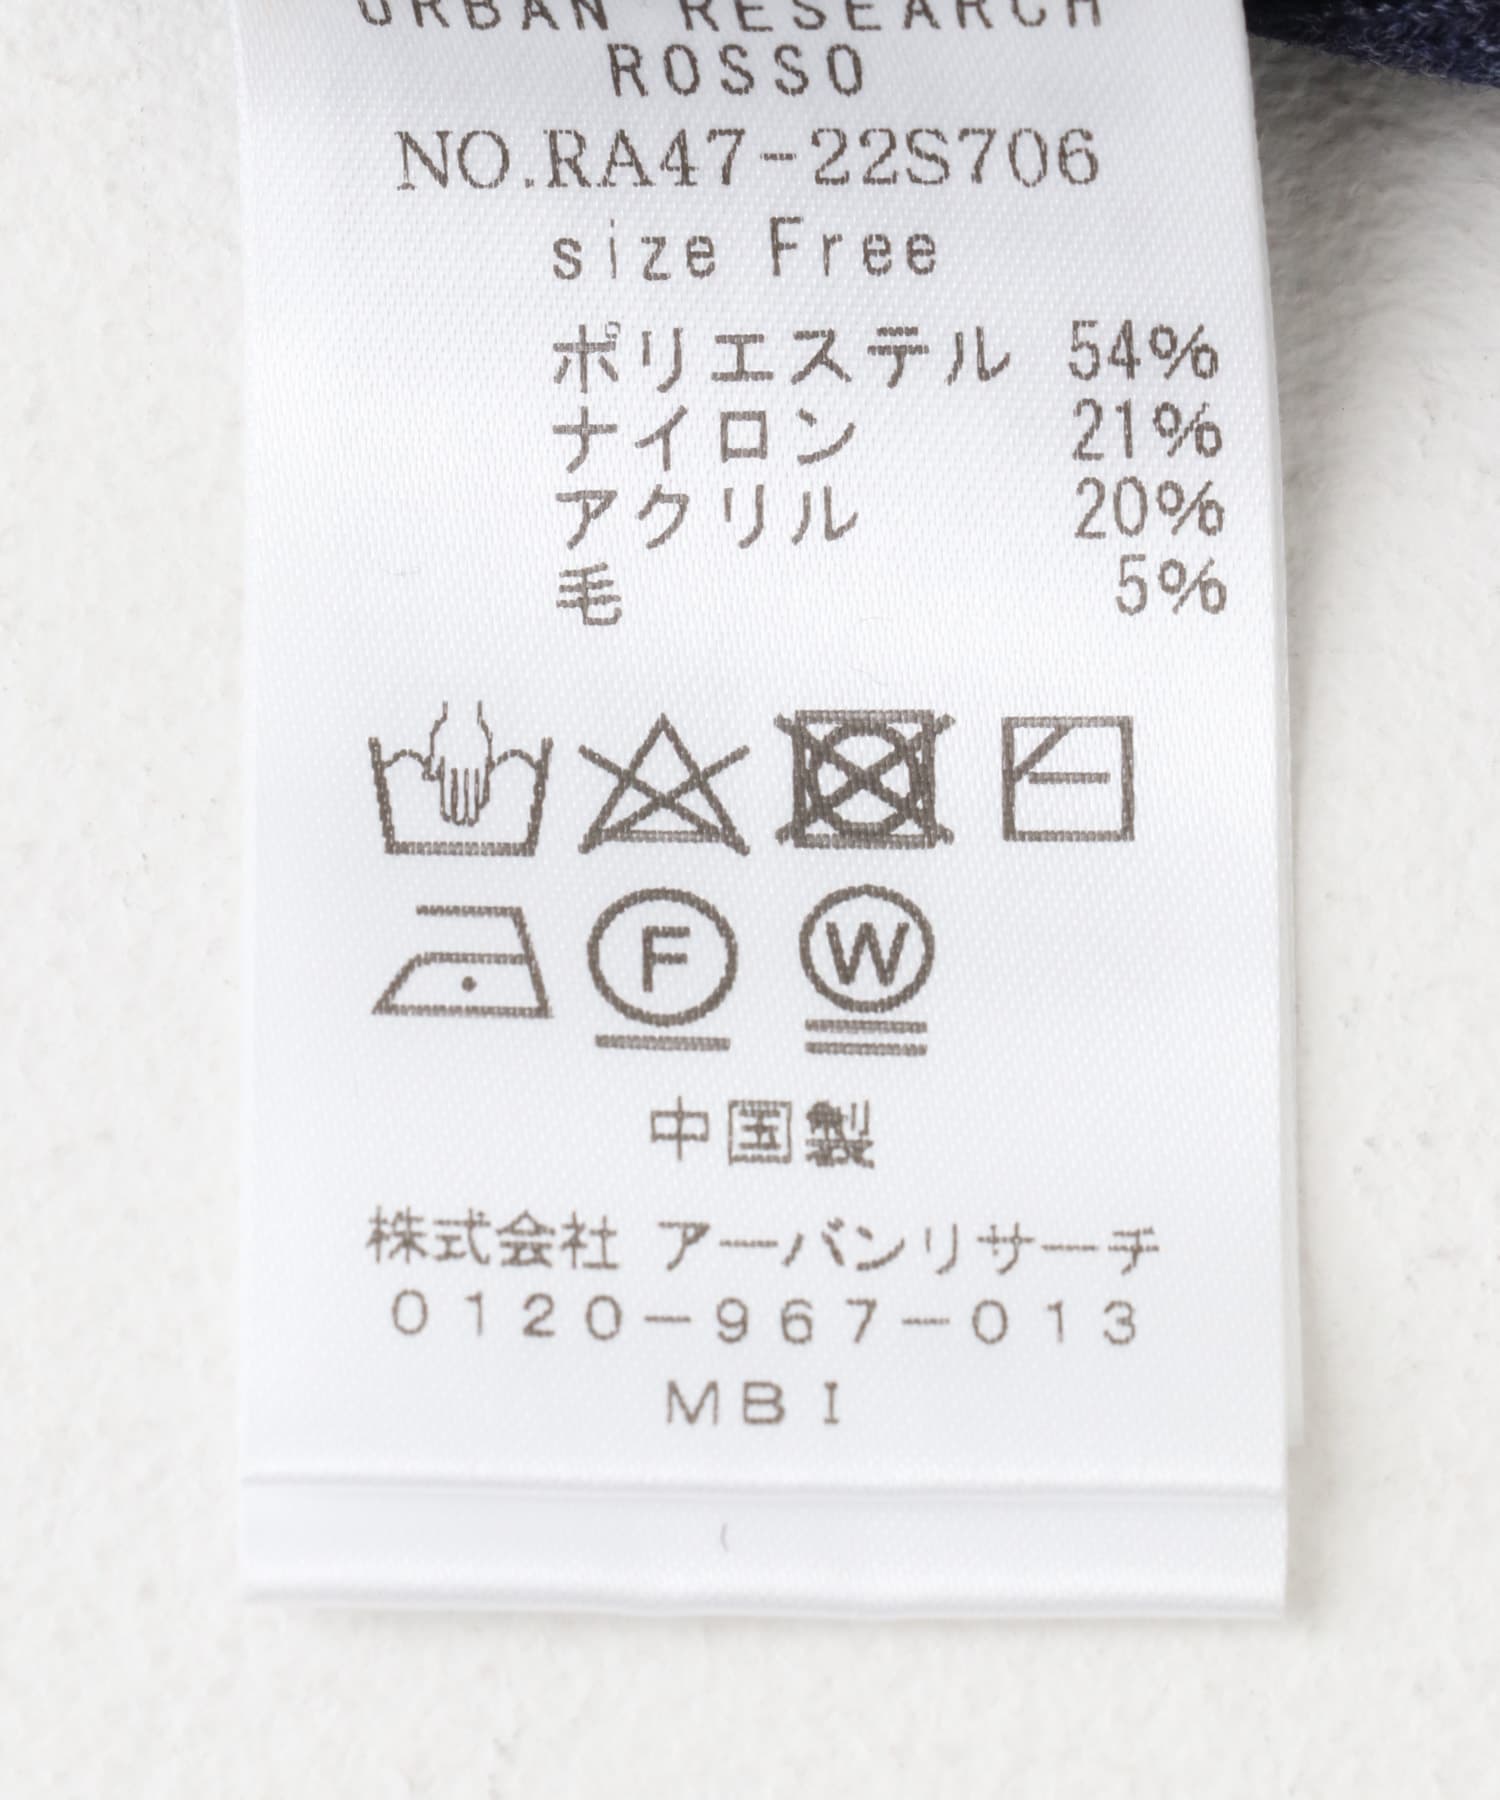 URBAN RESEARCH
ROSSO
NO.RA47-22S706
size Free
ポリエステル 54%
ナイロン 21%
アクリル 20%
毛 5%
F W
中国製
株式会社 アーバンリサーチ
0120-967-013
MBI